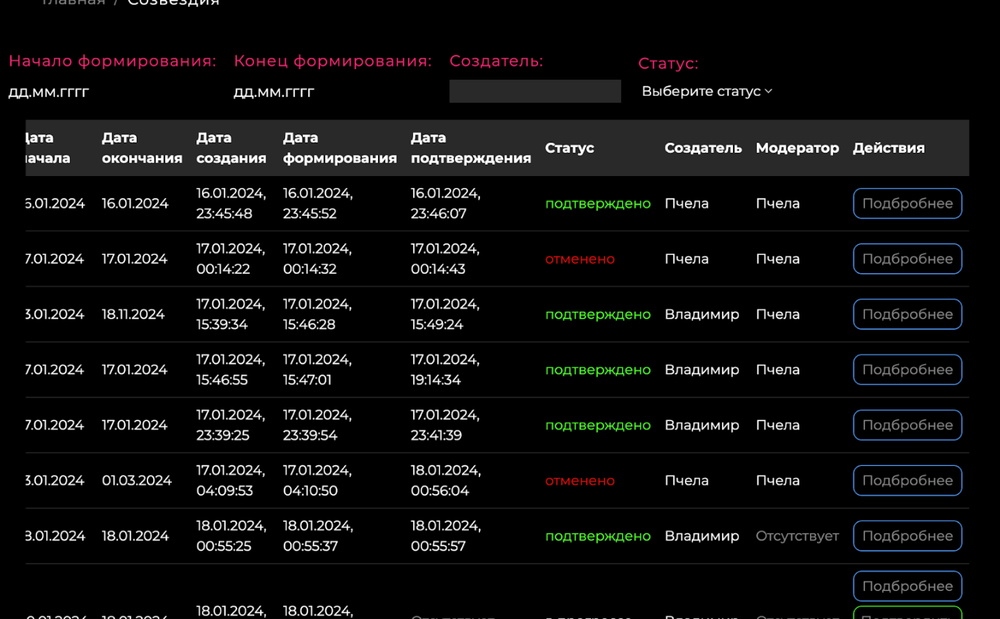 Главная / Созвездия
Начало формирования: Конец формирования: Создатель: Статус:
дд.мм.гггг дд.мм.гггг Выберите статус
Дата Дата Дата Дата
окончания создания формирования подтверждения Статус Создатель Модератор Действия
16.01.2024, 16.01.2024, 16.01.2024,
6.01.2024 16.01.2024 подтверждено Пчела Пчела Подбробнее
23:45:48 23:45:52 23:46:07
17.01.2024, 17.01.2024, 17.01.2024,
7.01.2024 17.01.2024 отменено Пчела Пчела Подбробнее
00:14:22 00:14:32 00:14:43
17.01.2024, 17.01.2024, 17.01.2024,
3.01.2024 18.11.2024 подтверждено Владимир Пчела Подбробнее
15:39:34 15:46:28 15:49:24
17.01.2024, 17.01.2024, 17.01.2024,
7.01.2024 17.01.2024 подтверждено Владимир Пчела Подбробнее
15:46:55 15:47:01 19:14:34
17.01.2024, 17.01.2024, 17.01.2024,
7.01.2024 17.01.2024 подтверждено Владимир Пчела Подбробнее
23:39:25 23:39:54 23:41:39
17.01.2024, 17.01.2024, 18.01.2024,
3.01.2024 01.03.2024 отменено Пчела Пчела Подбробнее
04:09:53 04:10:50 00:56:04
18.01.2024, 18.01.2024, 18.01.2024,
8.01.2024 18.01.2024 подтверждено Владимир Отсутствует Подбробнее
00:55:25 00:55:37 00:55:57
Подбробнее
18.01.2024, 18.01.2024,